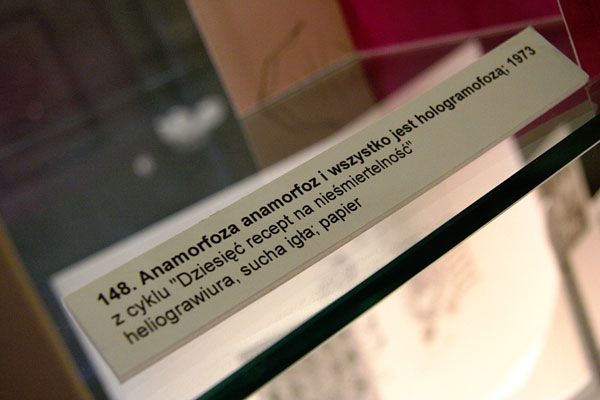 148. Anamorfoza anamorfoz i wszystko jest hologramofozą; 1973
z cyklu "Dziesięć recept na nieśmiertelność"
heliograwiura, sucha igła; papier